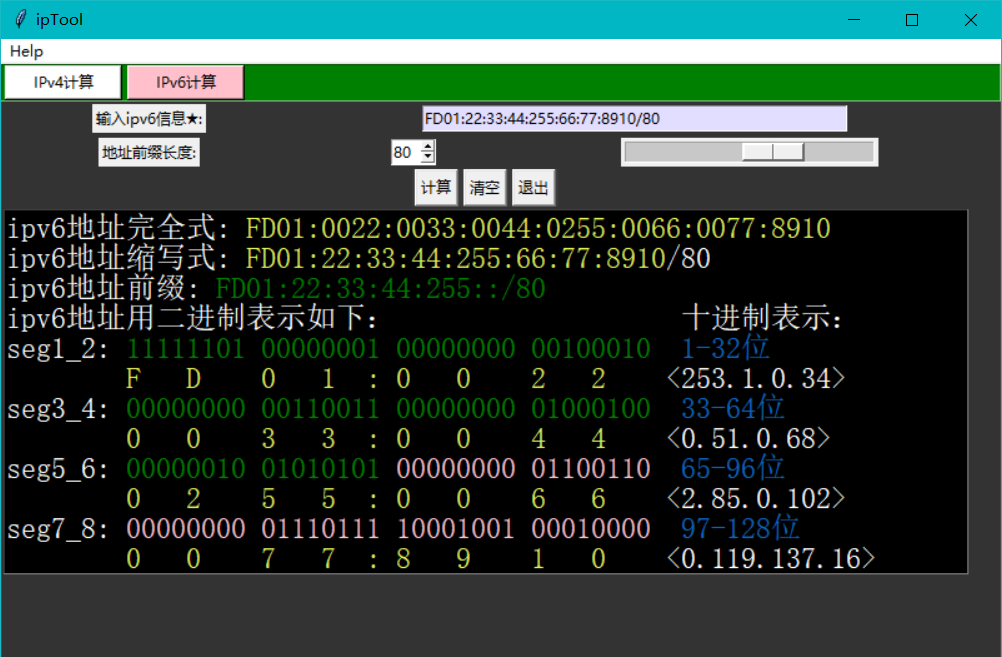 ipTool
Help
IPv4计算 IPv6计算
输入ipv6信息★: FD01:22:33:44:255:66:77:8910/80
地址前缀长度: 80
计算 清空 退出
ipv6地址完全式: FD01:0022:0033:0044:0255:0066:0077:8910
ipv6地址缩写式: FD01:22:33:44:255:66:77:8910/80
ipv6地址前缀: FD01:22:33:44:255::/80
ipv6地址用二进制表示如下: 十进制表示:
seg1_2: 11111101 00000001 00000000 00100010 1-32位
F D 0 1 : 0 0 2 2 <253.1.0.34>
seg3_4: 00000000 00110011 00000000 01000100 33-64位
0 0 3 3 : 0 0 4 4 <0.51.0.68>
seg5_6: 00000010 01010101 00000000 01100110 65-96位
0 2 5 5 : 0 0 6 6 <2.85.0.102>
seg7_8: 00000000 01110111 10001001 00010000 97-128位
0 0 7 7 : 8 9 1 0 <0.119.137.16>